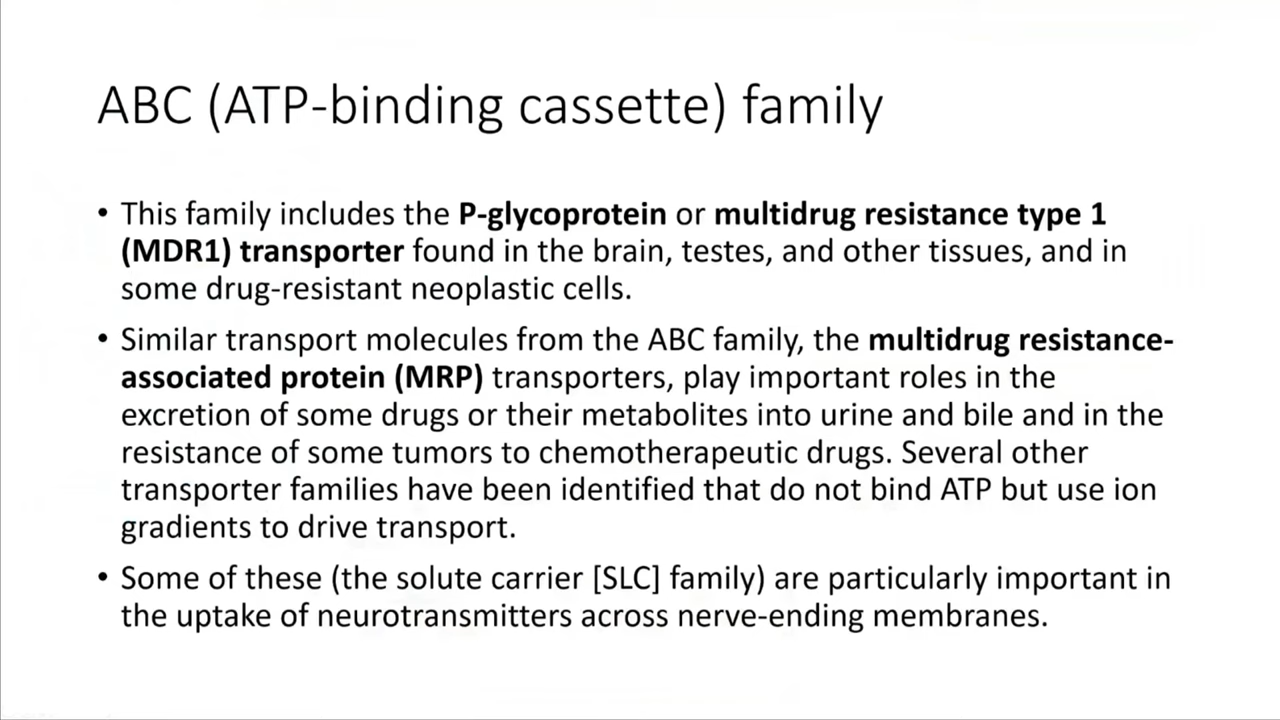 ABC (ATP-binding cassette) family
• This family includes the P-glycoprotein or multidrug resistance type 1
(MDR1) transporter found in the brain, testes, and other tissues, and in
some drug-resistant neoplastic cells.
• Similar transport molecules from the ABC family, the multidrug resistance-
associated protein (MRP) transporters, play important roles in the
excretion of some drugs or their metabolites into urine and bile and in the
resistance of some tumors to chemotherapeutic drugs. Several other
transporter families have been identified that do not bind ATP but use ion
gradients to drive transport.
• Some of these (the solute carrier [SLC] family) are particularly important in
the uptake of neurotransmitters across nerve-ending membranes.